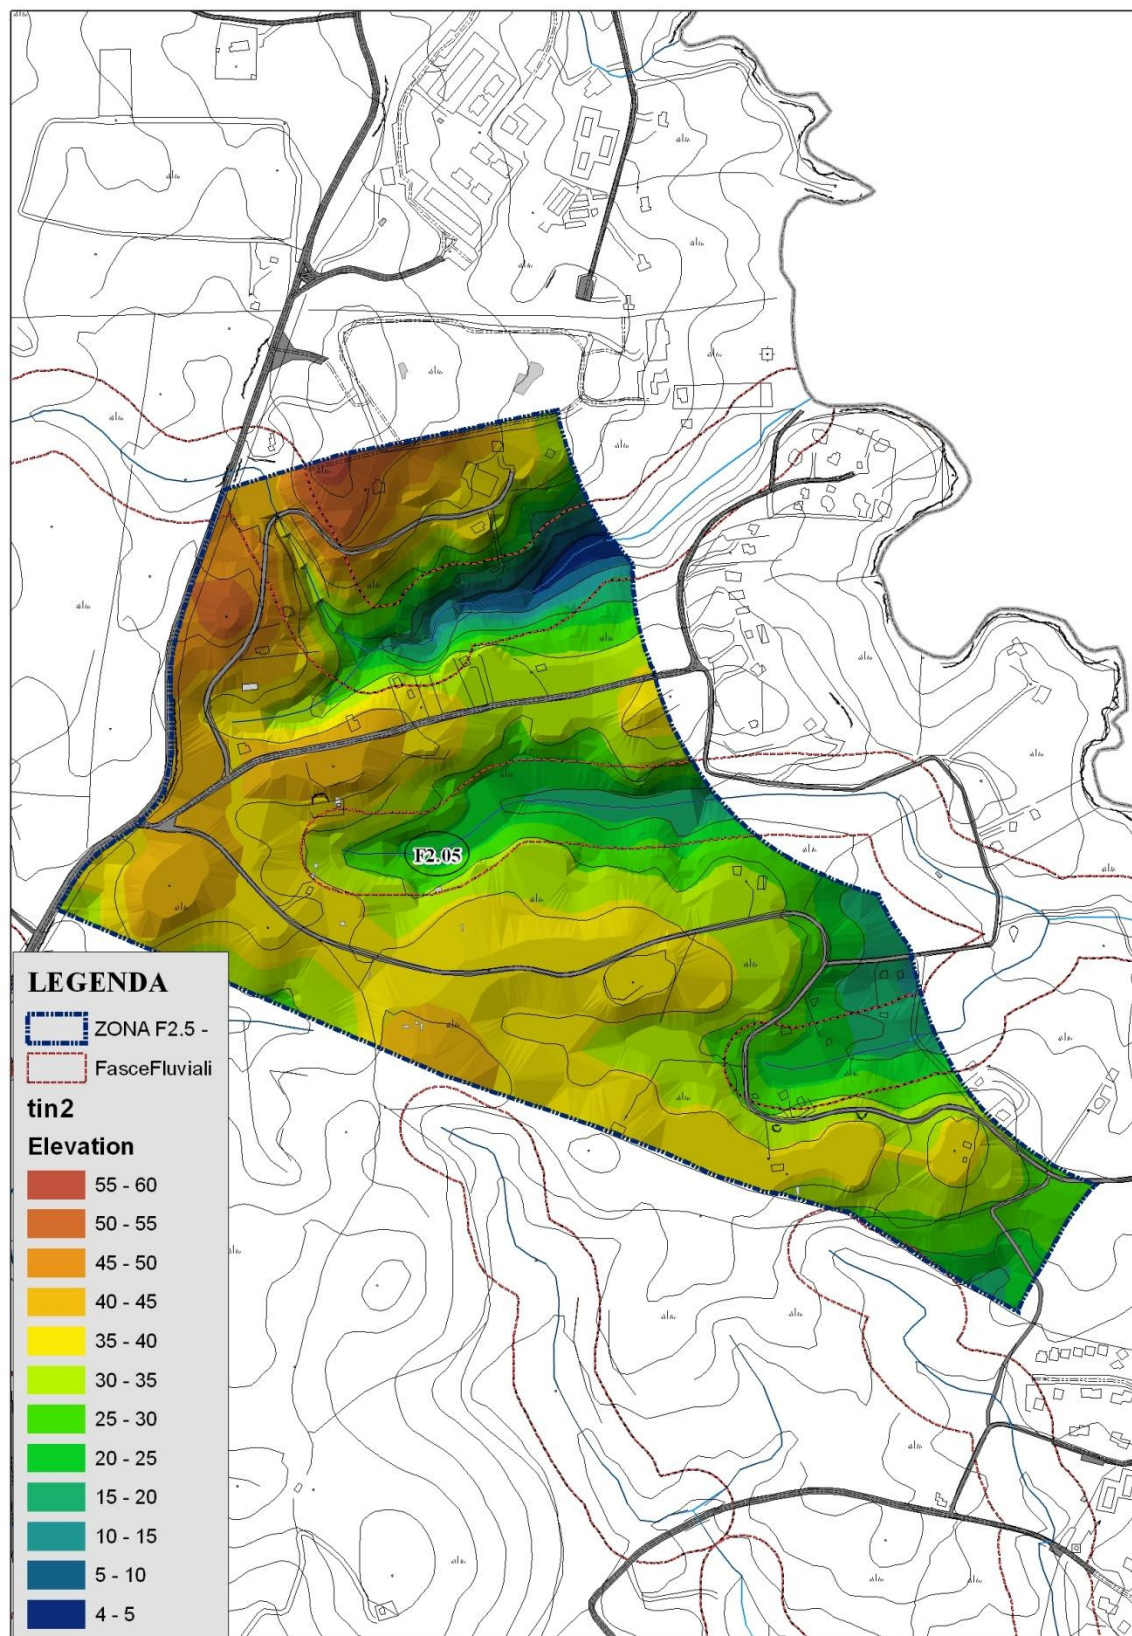 F2.05
LEGENDA
ZONA F2.5 -
FasceFluviali
tin2
Elevation
55 - 60
50 - 55
45 - 50
40 - 45
35 - 40
30 - 35
25 - 30
20 - 25
15 - 20
10 - 15
5 - 10
4 - 5